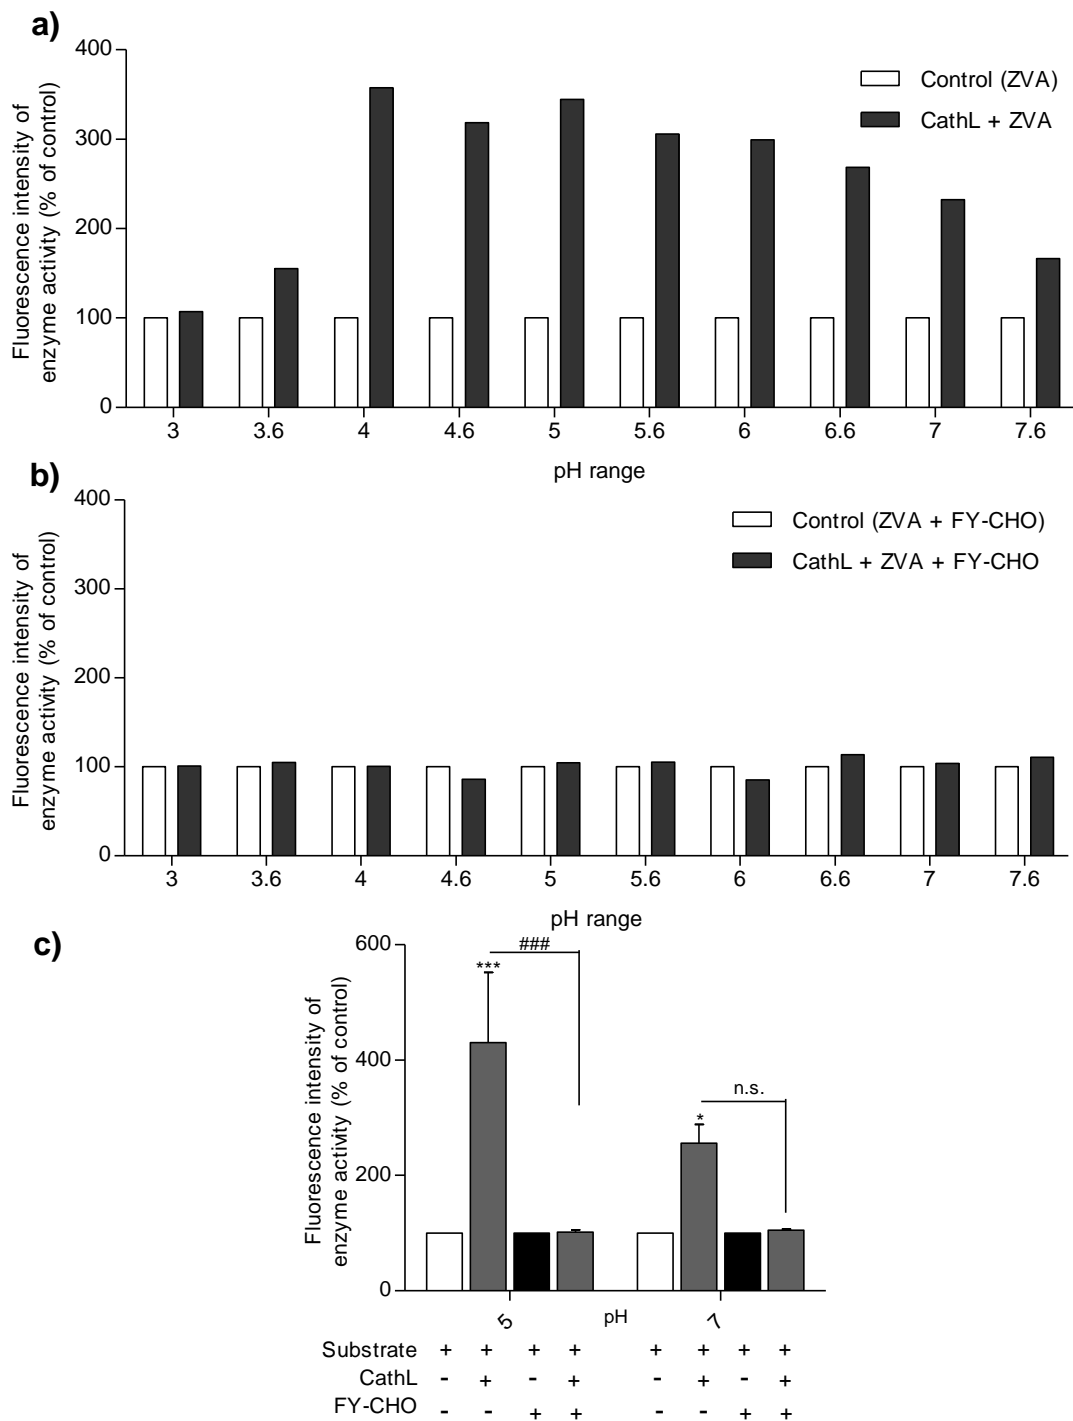 a)
400
300
200
100
0
Fluorescence intensity of
enzyme activity (% of control)
Control (ZVA)
CathL + ZVA
3 3.6 4 4.6 5 5.6 6 6.6 7 7.6
pH range
b)
400
300
200
100
0
Fluorescence intensity of
enzyme activity (% of control)
Control (ZVA + FY-CHO)
CathL + ZVA + FY-CHO
3 3.6 4 4.6 5 5.6 6 6.6 7 7.6
pH range
c)
600
400
200
0
Fluorescence intensity of
enzyme activity (% of control)
###
***
n.s.
*
5 pH 7
Substrate + + + + + + + +
CathL - + - + - + - +
FY-CHO - - + + - - + +